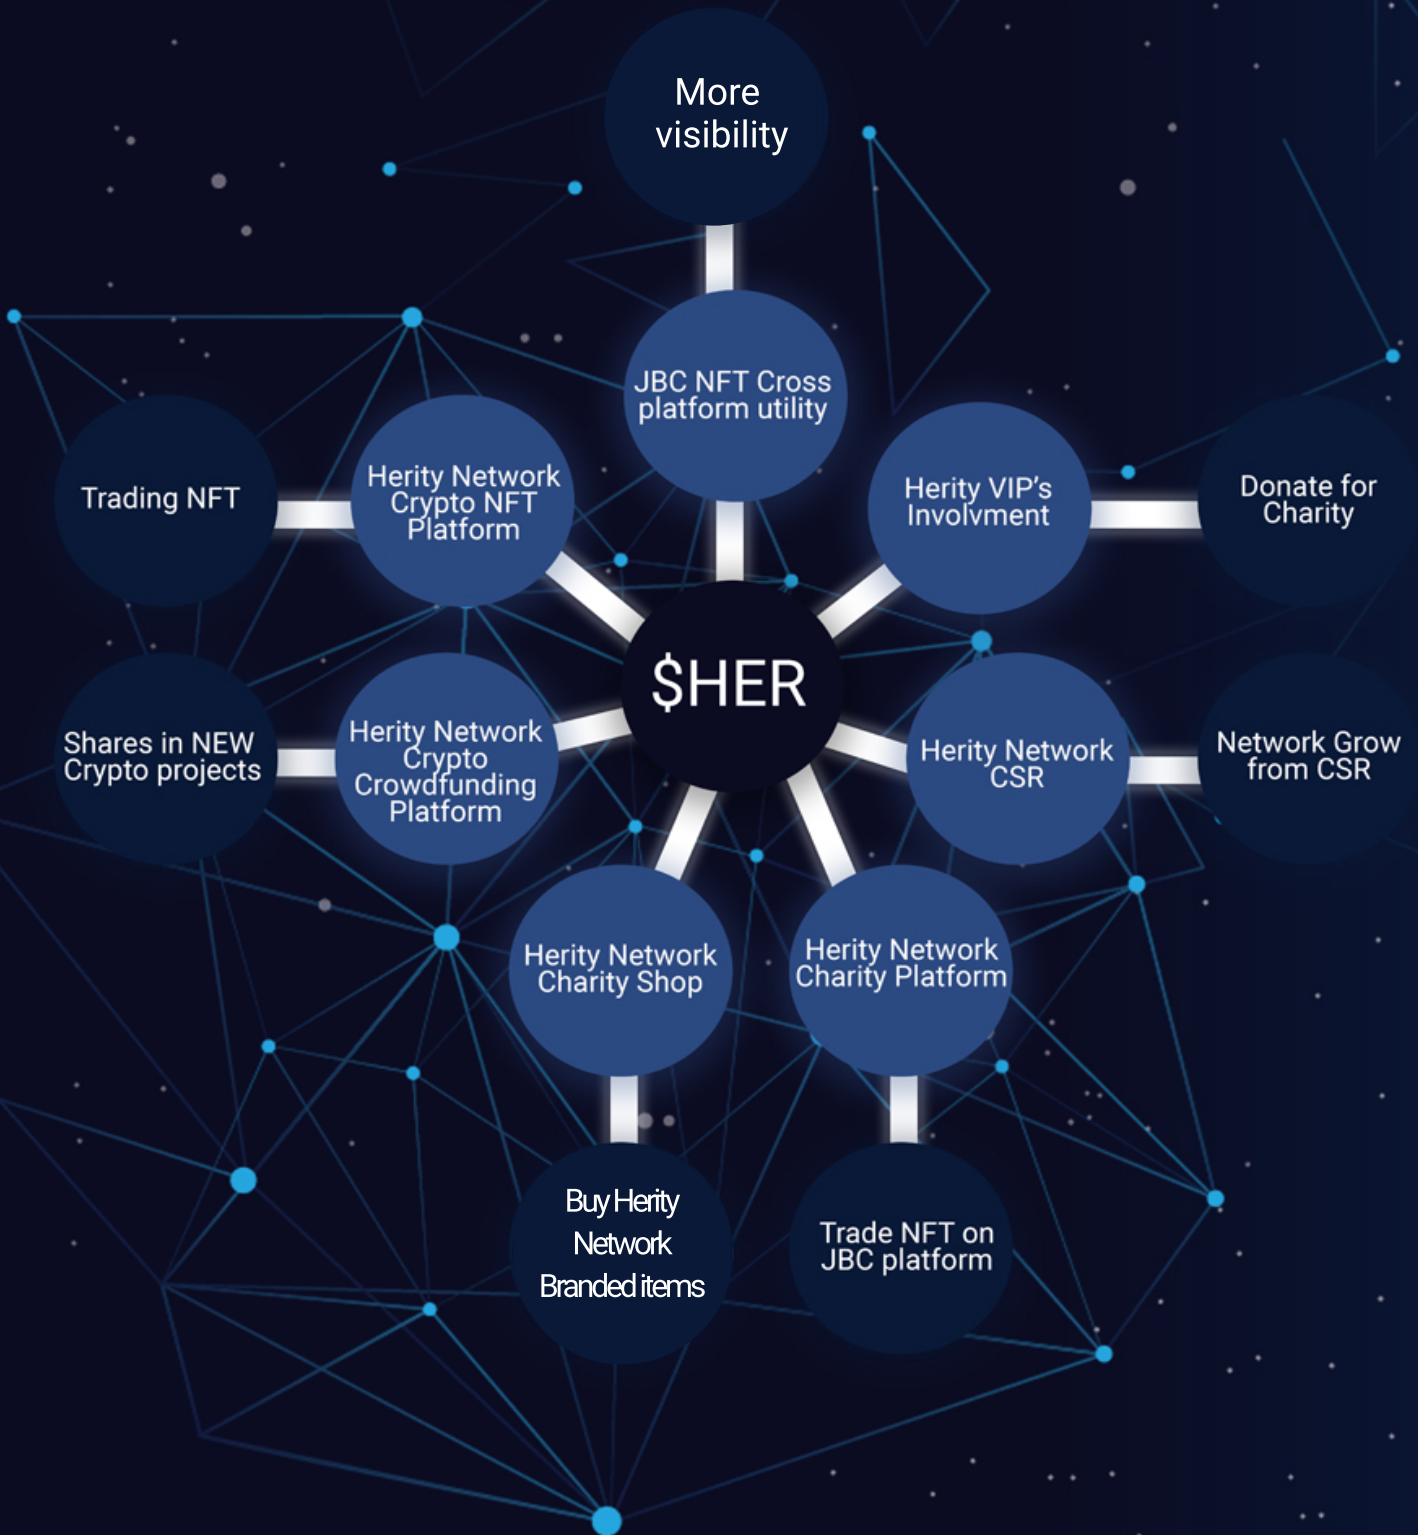 More
visibility
JBC NFT Cross
platform utility
Trading NFT
Herity Network
Crypto NFT
Platform
Herity VIP's
Involvment
Donate for
Charity
$HER
Shares in NEW
Crypto projects
Herity Network
Crypto
Crowdfunding
Platform
Herity Network
CSR
Network Grow
from CSR
Herity Network
Charity Shop
Herity Network
Charity Platform
Buy Herity
Network
Branded items
Trade NFT on
JBC platform